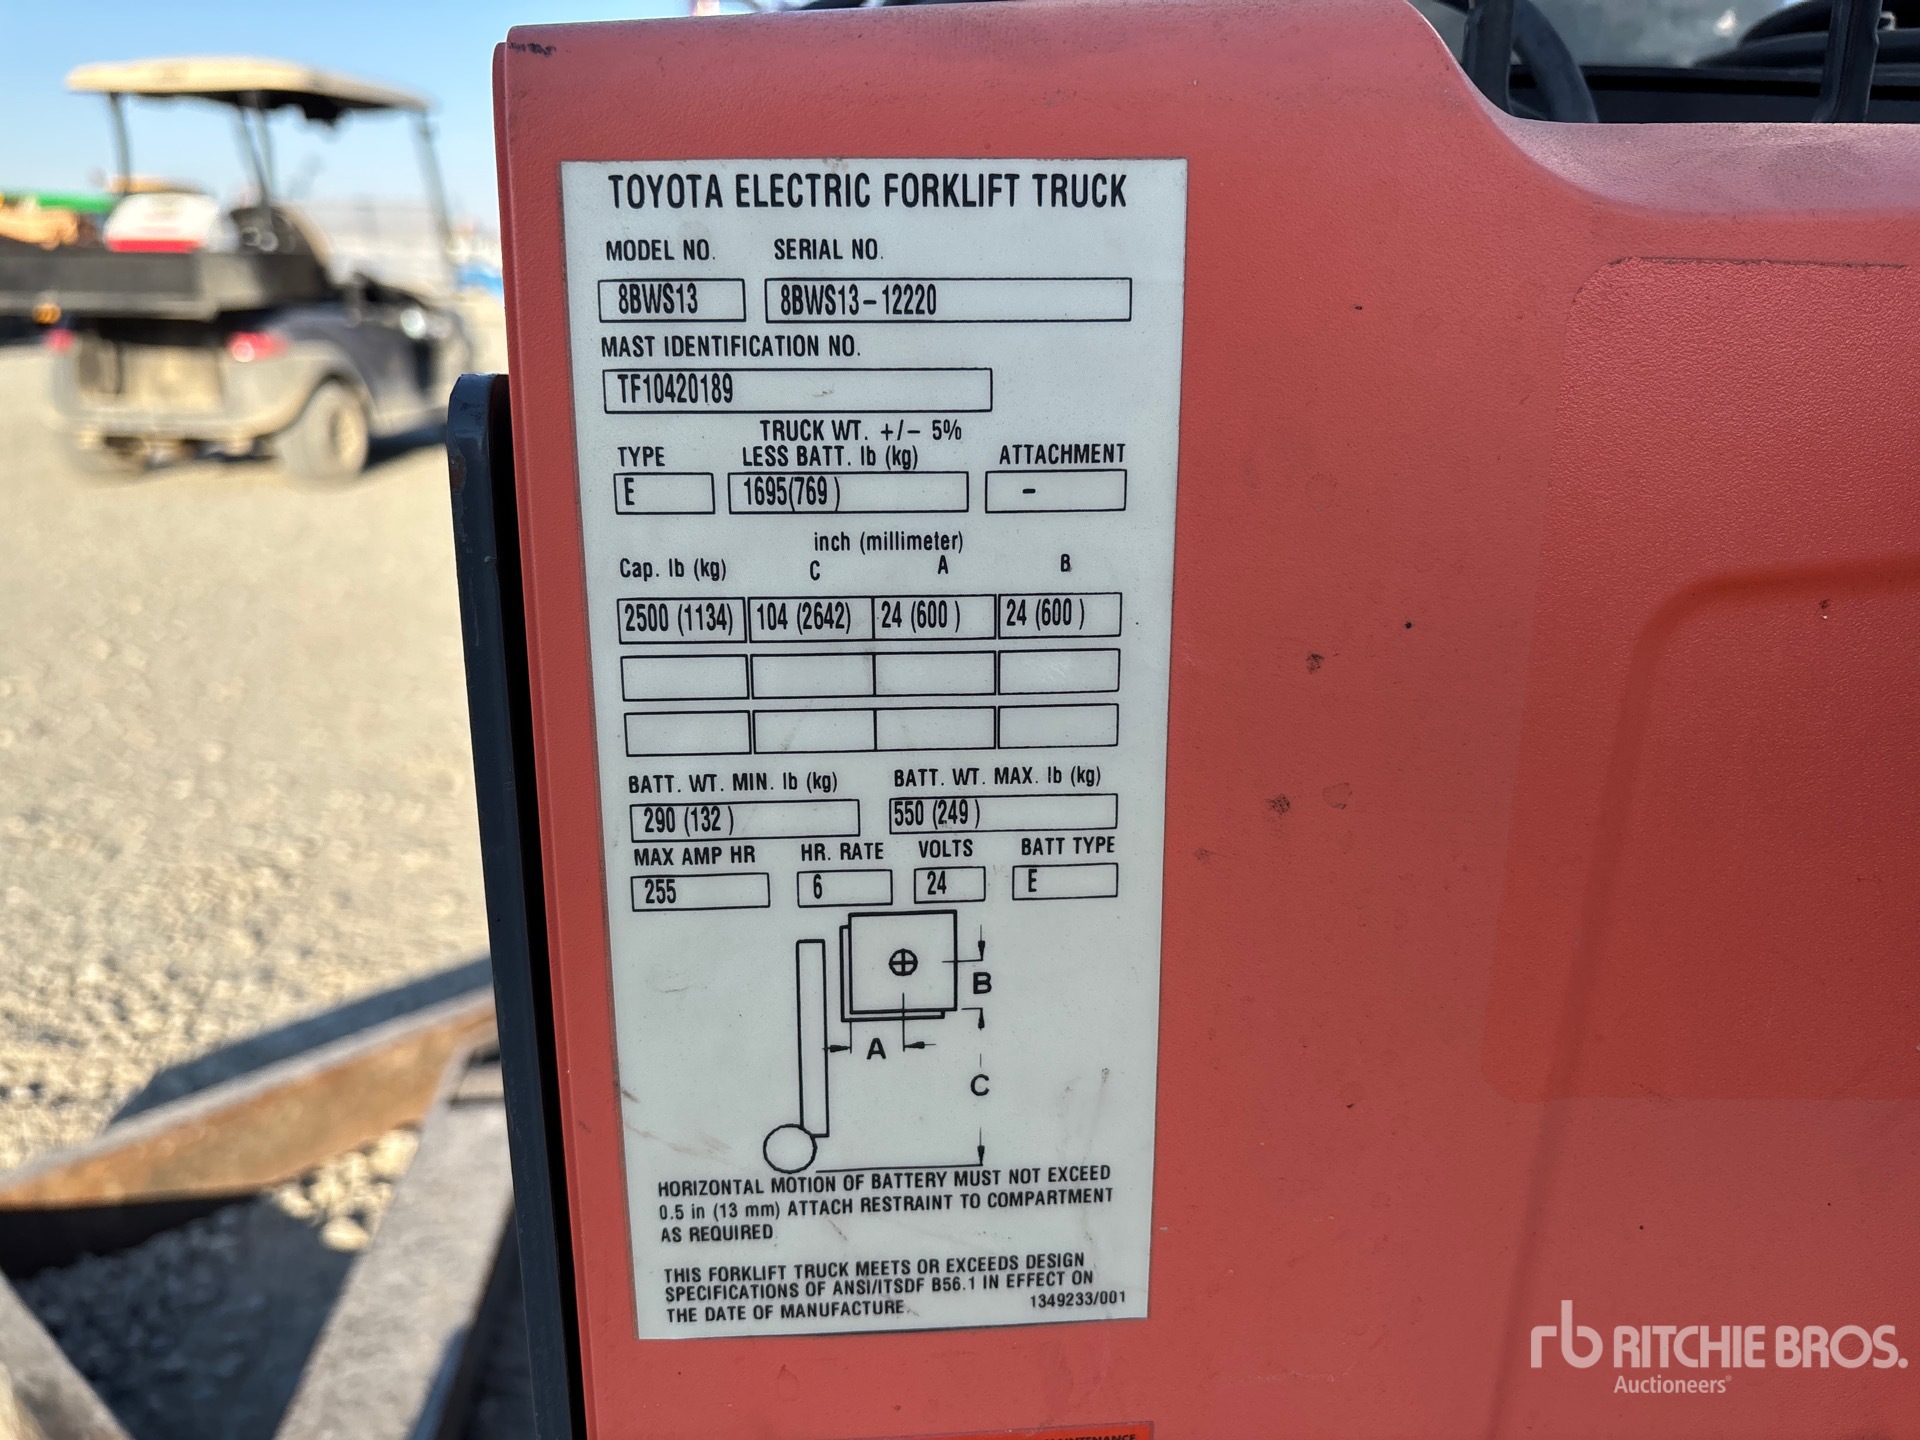 TOYOTA ELECTRIC FORKLIFT TRUCK
MODEL NO. SERIAL NO.
8BWS13 8BWS13-12220
MAST IDENTIFICATION NO.
TF10420189
TRUCK WT. +/- 5%
TYPE LESS BATT. lb (kg) ATTACHMENT
E 1695(769 ) -
inch (millimeter)
Cap. lb (kg) C A B
2500 (1134) 104 (2642) 24 (600 ) 24 (600 )
BATT. WT. MIN. lb (kg) BATT. WT. MAX. lb (kg)
290 (132 ) 550 (249 )
MAX AMP HR HR. RATE VOLTS BATT TYPE
255 6 24 E
B
A
C
HORIZONTAL MOTION OF BATTERY MUST NOT EXCEED
0.5 in (13 mm) ATTACH RESTRAINT TO COMPARTMENT
AS REQUIRED
THIS FORKLIFT TRUCK MEETS OR EXCEEDS DESIGN
SPECIFICATIONS OF ANSI/ITSDF B56.1 IN EFFECT ON
THE DATE OF MANUFACTURE. 1349233/001
rb RITCHIE BROS.
Auctioneers